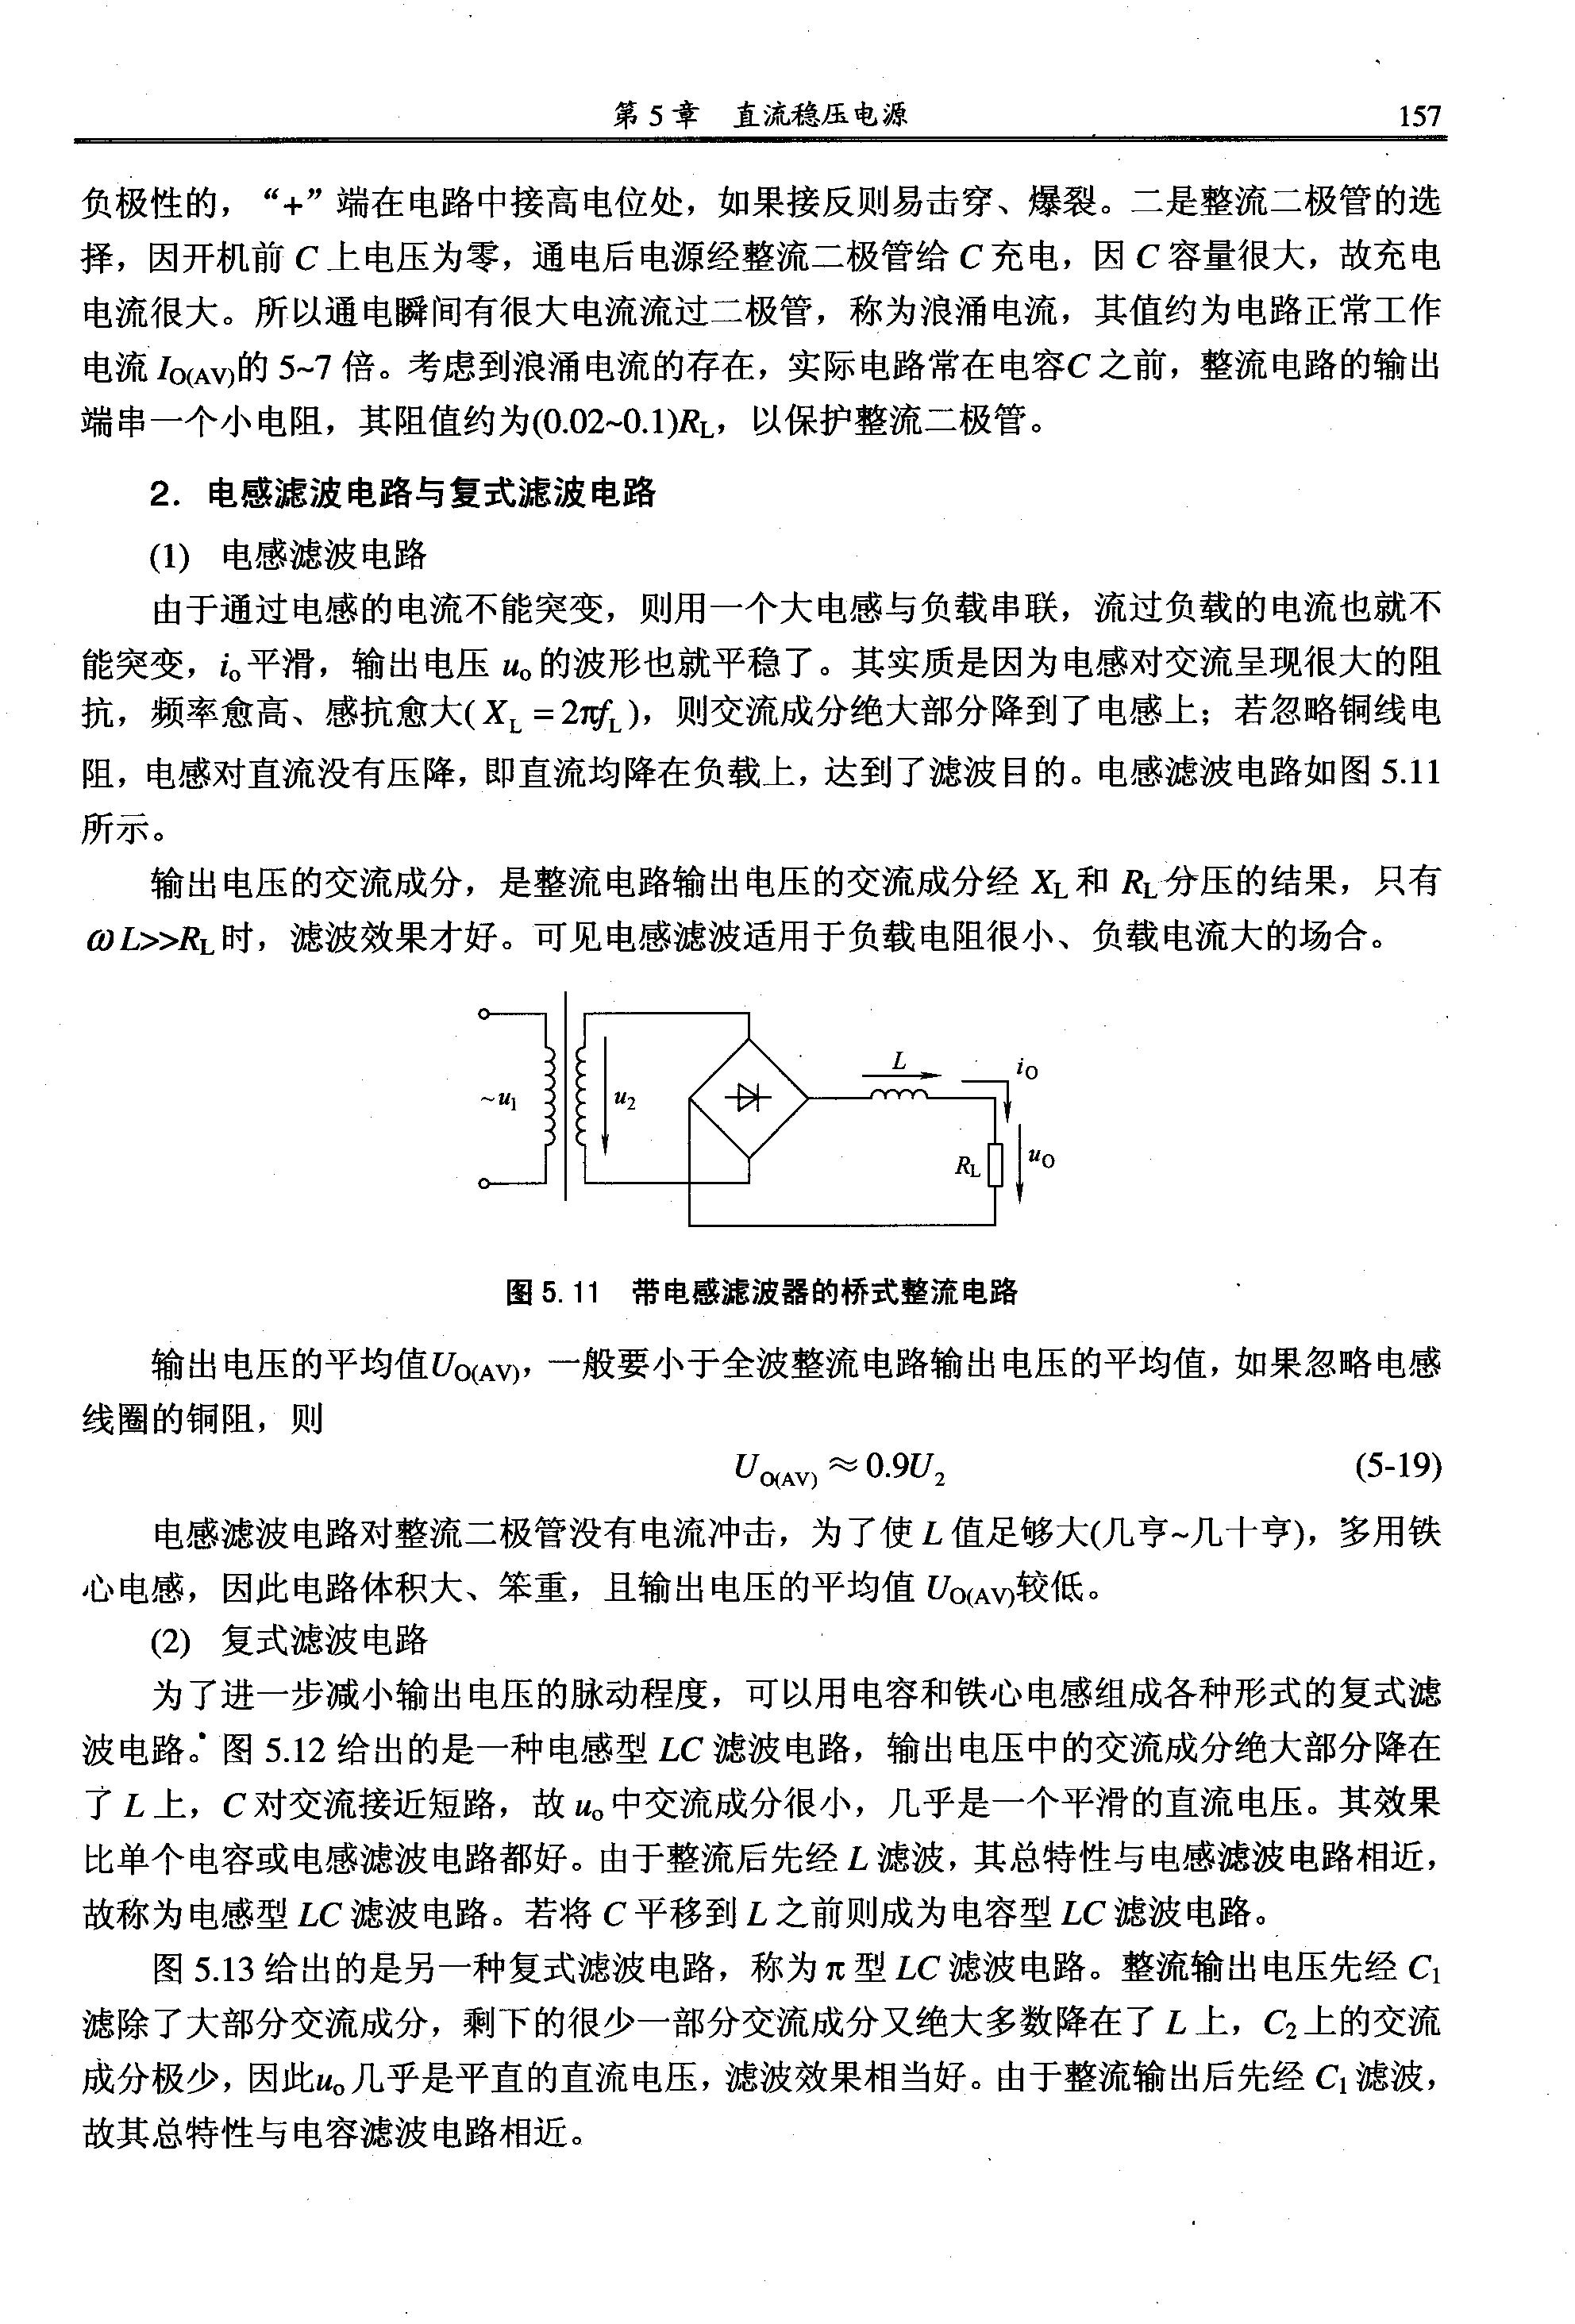 第 5 章　直流稳压电源　157
负极性的，“+”端在电路中接高电位处，如果接反则易击穿、爆裂。二是整流二极管的选
择，因开机前 C 上电压为零，通电后电源经整流二极管给 C 充电，因 C 容量很大，故充电
电流很大。所以通电瞬间有很大电流流过二极管，称为浪涌电流，其值约为电路正常工作
电流 I_O(AV)的 5~7 倍。考虑到浪涌电流的存在，实际电路常在电容C 之前，整流电路的输出
端串一个小电阻，其阻值约为(0.02~0.1)R_L，以保护整流二极管。
2．电感滤波电路与复式滤波电路
(1) 电感滤波电路
由于通过电感的电流不能突变，则用一个大电感与负载串联，流过负载的电流也就不
能突变，i_o平滑，输出电压 u_o的波形也就平稳了。其实质是因为电感对交流呈现很大的阻
抗，频率愈高、感抗愈大( X_L = 2πf_L )，则交流成分绝大部分降到了电感上；若忽略铜线电
阻，电感对直流没有压降，即直流均降在负载上，达到了滤波目的。电感滤波电路如图 5.11
所示。
输出电压的交流成分，是整流电路输出电压的交流成分经 X_L 和 R_L 分压的结果，只有
ωL>>R_L时，滤波效果才好。可见电感滤波适用于负载电阻很小、负载电流大的场合。
~u_1
u_2
L
i_O
R_L
u_O
图 5.11　带电感滤波器的桥式整流电路
输出电压的平均值U_O(AV)，一般要小于全波整流电路输出电压的平均值，如果忽略电感
线圈的铜阻，则
U_O(AV) ≈ 0.9U_2　(5-19)
电感滤波电路对整流二极管没有电流冲击，为了使 L 值足够大(几亨~几十亨)，多用铁
心电感，因此电路体积大、笨重，且输出电压的平均值 U_O(AV)较低。
(2) 复式滤波电路
为了进一步减小输出电压的脉动程度，可以用电容和铁心电感组成各种形式的复式滤
波电路。图 5.12 给出的是一种电感型 LC 滤波电路，输出电压中的交流成分绝大部分降在
了 L 上，C 对交流接近短路，故 u_o中交流成分很小，几乎是一个平滑的直流电压。其效果
比单个电容或电感滤波电路都好。由于整流后先经 L 滤波，其总特性与电感滤波电路相近，
故称为电感型 LC 滤波电路。若将 C 平移到 L 之前则成为电容型 LC 滤波电路。
图 5.13 给出的是另一种复式滤波电路，称为π型 LC 滤波电路。整流输出电压先经 C_1
滤除了大部分交流成分，剩下的很少一部分交流成分又绝大多数降在了 L 上，C_2上的交流
成分极少，因此u_o几乎是平直的直流电压，滤波效果相当好。由于整流输出后先经 C_1滤波，
故其总特性与电容滤波电路相近。